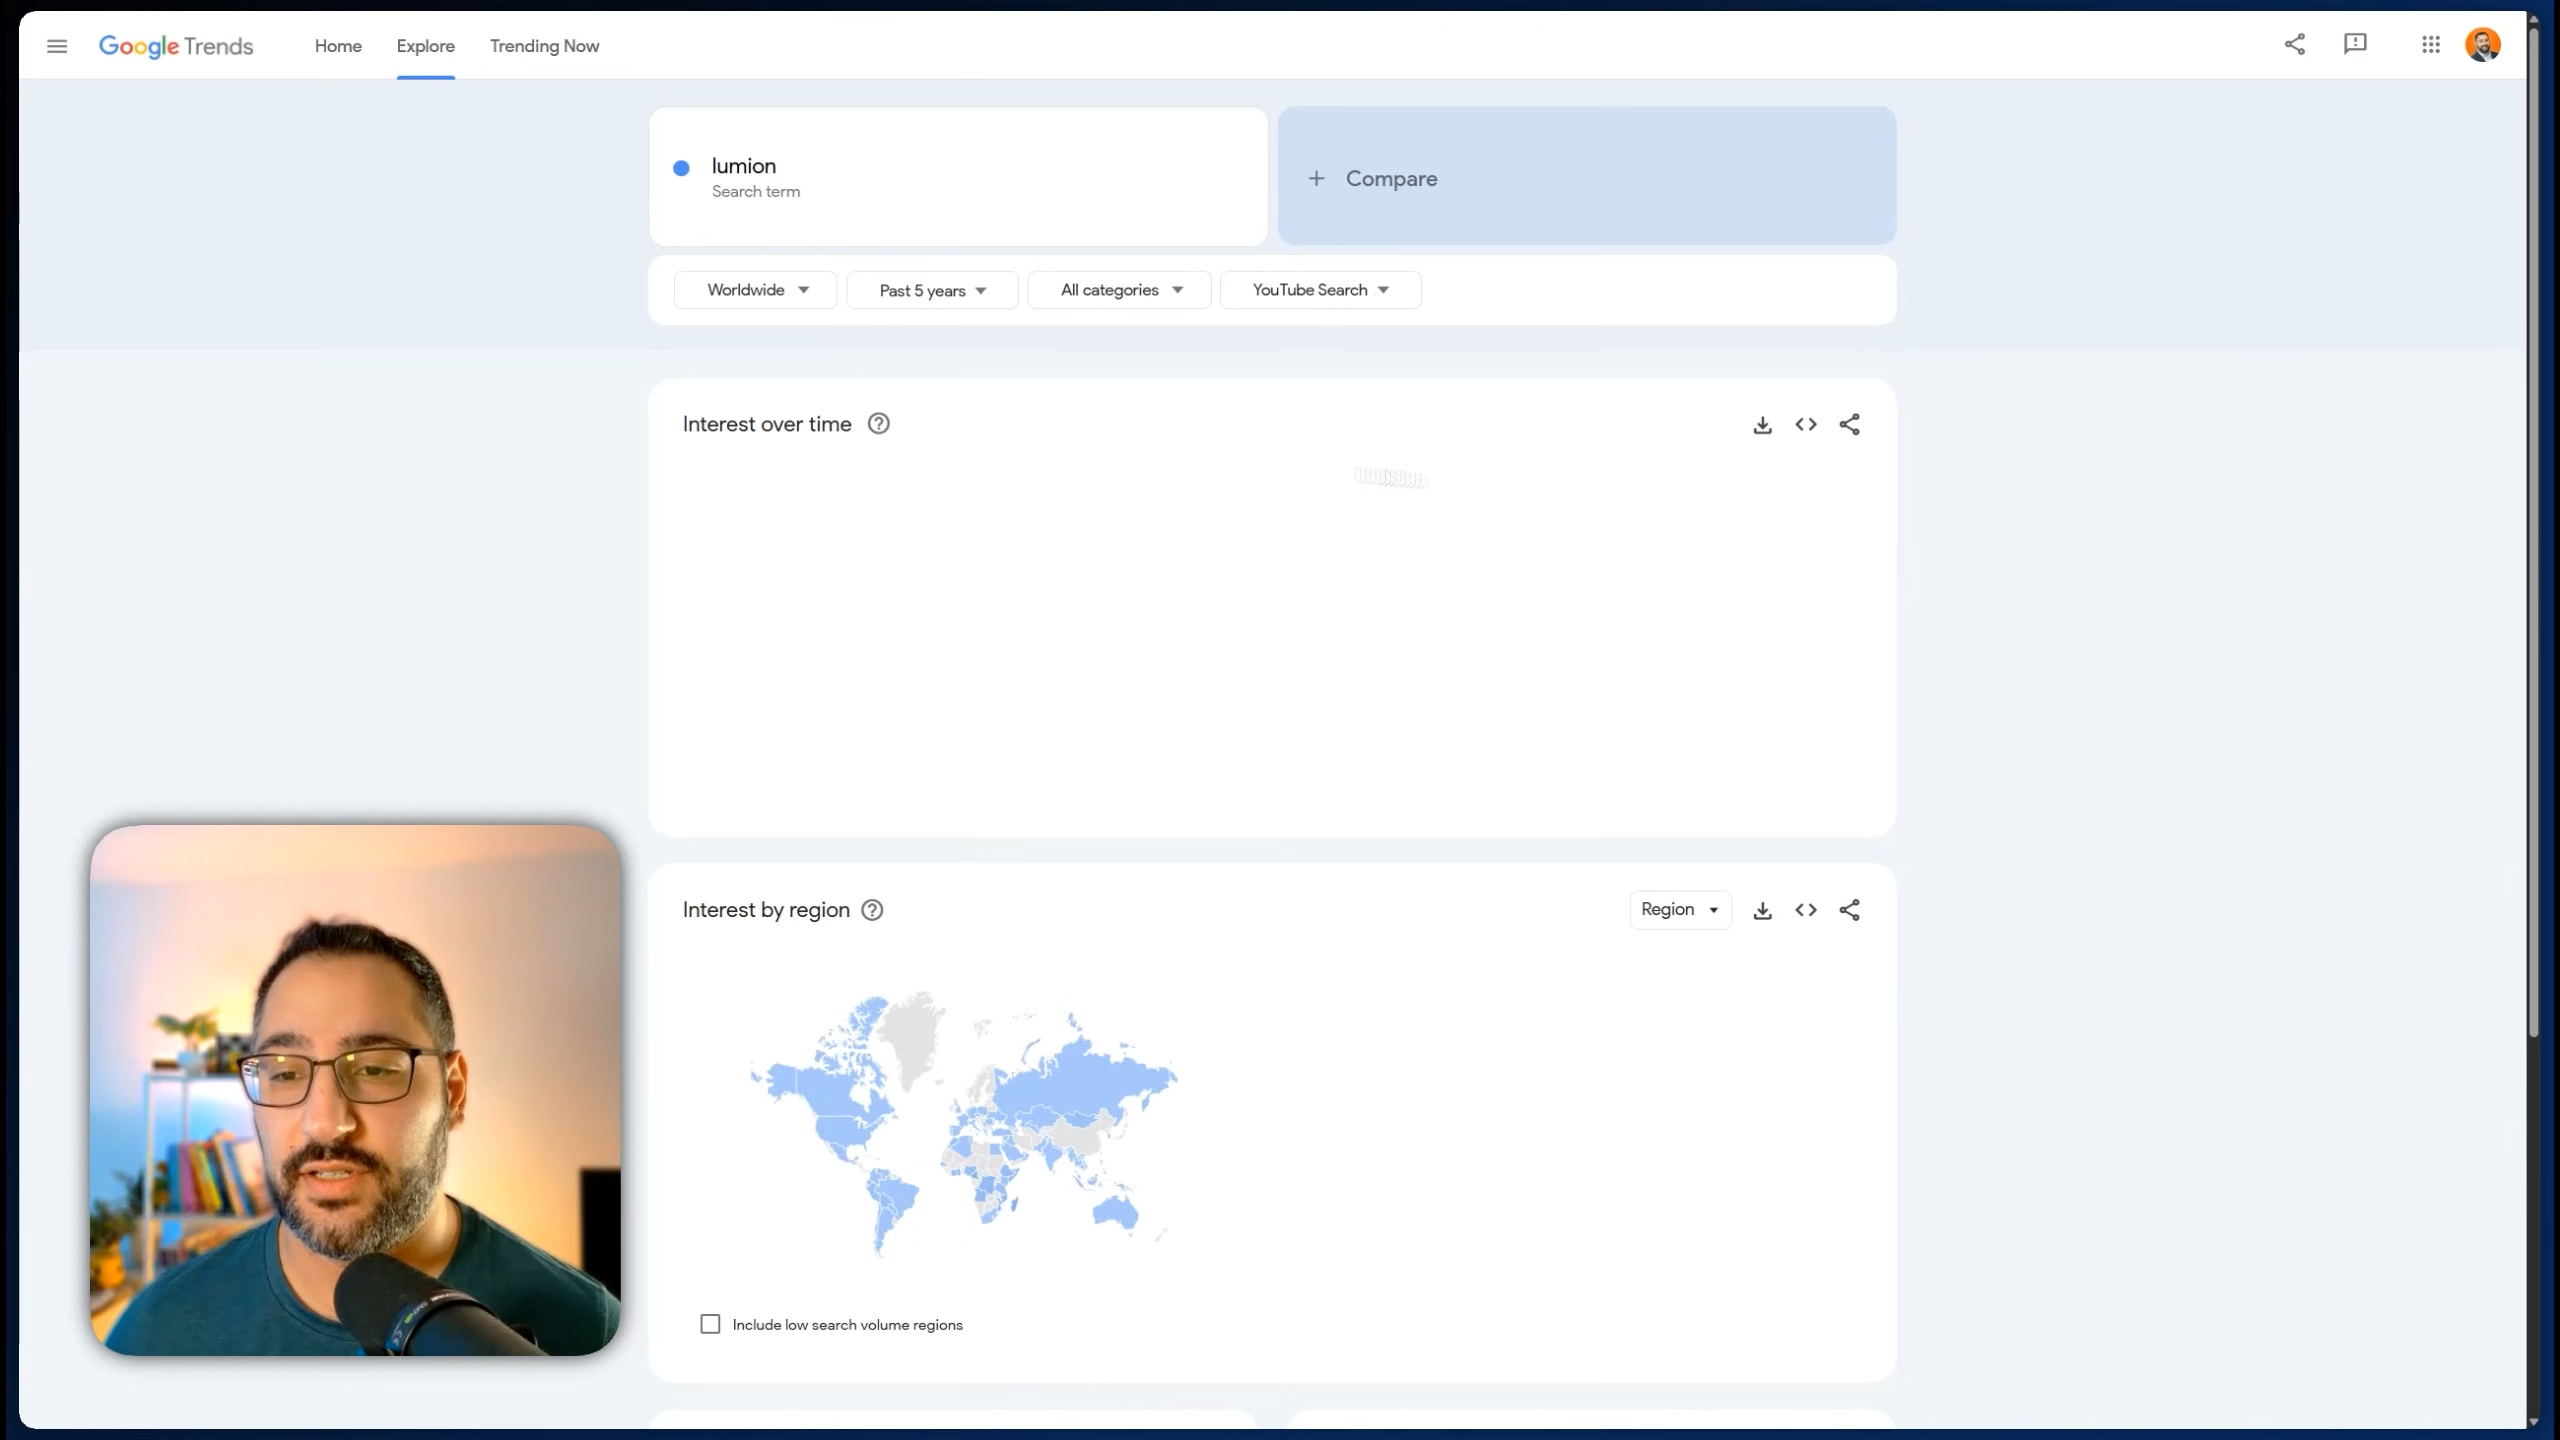 Google Trends
Home
Explore
Trending Now
lumion
Search term
+ Compare
Worldwide
Past 5 years
All categories
YouTube Search
Interest over time
Interest by region
Region
Include low search volume regions